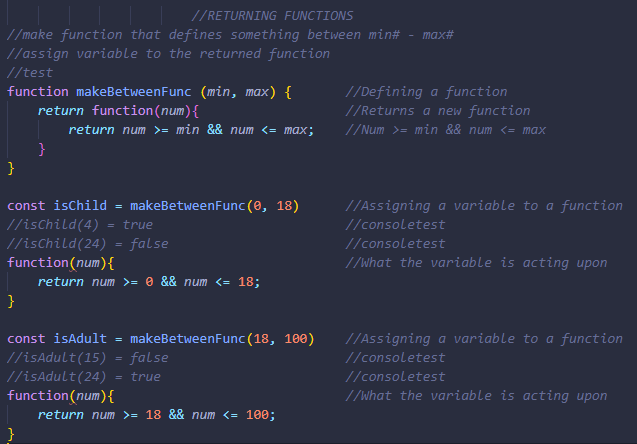 //RETURNING FUNCTIONS
//make function that defines something between min# - max#
//assign variable to the returned function
//test
function makeBetweenFunc (min, max) { //Defining a function
return function(num){ //Returns a new function
return num >= min && num <= max; //Num >= min && num <= max
}
}
const isChild = makeBetweenFunc(0, 18) //Assigning a variable to a function
//isChild(4) = true //consoletest
//isChild(24) = false //consoletest
function(num){ //What the variable is acting upon
return num >= 0 && num <= 18;
}
const isAdult = makeBetweenFunc(18, 100) //Assigning a variable to a function
//isAdult(15) = false //consoletest
//isAdult(24) = true //consoletest
function(num){ //What the variable is acting upon
return num >= 18 && num <= 100;
}